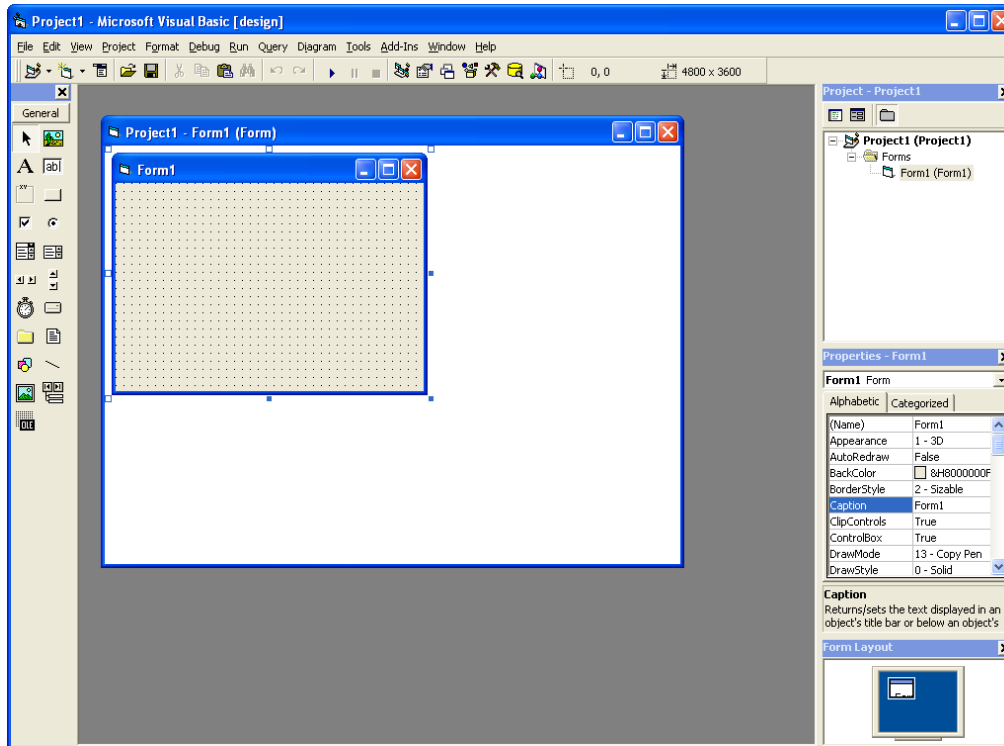 Project1 - Microsoft Visual Basic [design]
File Edit View Project Format Debug Run Query Diagram Tools Add-Ins Window Help
0, 0 4800 x 3600
General
A ab|
xv
OLE
Project1 - Form1 (Form)
Form1
Project - Project1
Project1 (Project1)
Forms
Form1 (Form1)
Properties - Form1
Form1 Form
Alphabetic Categorized
(Name) Form1
Appearance 1 - 3D
AutoRedraw False
BackColor &H8000000F
BorderStyle 2 - Sizable
Caption Form1
ClipControls True
ControlBox True
DrawMode 13 - Copy Pen
DrawStyle 0 - Solid
Caption
Returns/sets the text displayed in an
object's title bar or below an object's
Form Layout